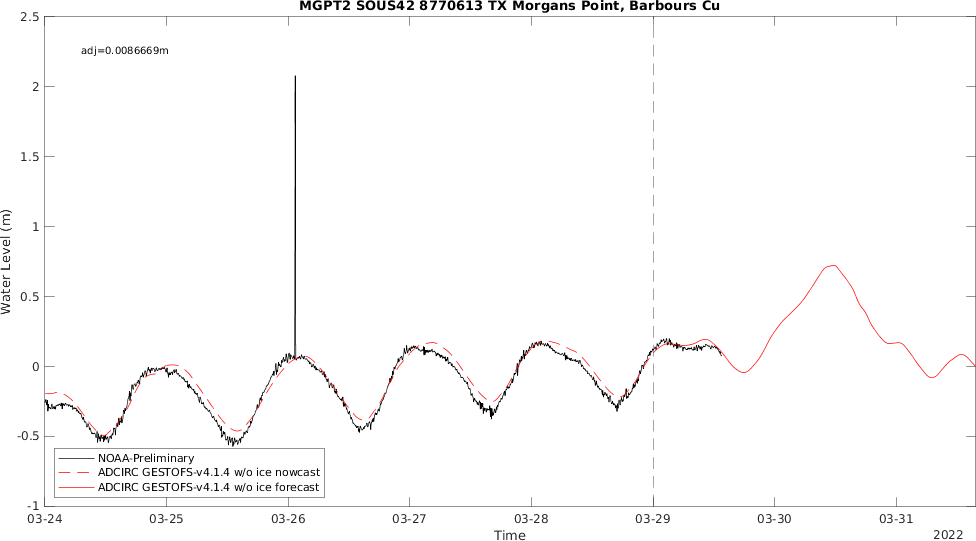 MGPT2 SOUS42 8770613 TX Morgans Point, Barbours Cu
adj=0.0086669m
2.5
2
1.5
1
0.5
0
-0.5
-1
Water Level (m)
NOAA-Preliminary
ADCIRC GESTOFS-v4.1.4 w/o ice nowcast
ADCIRC GESTOFS-v4.1.4 w/o ice forecast
03-24 03-25 03-26 03-27 03-28 03-29 03-30 03-31
Time
2022